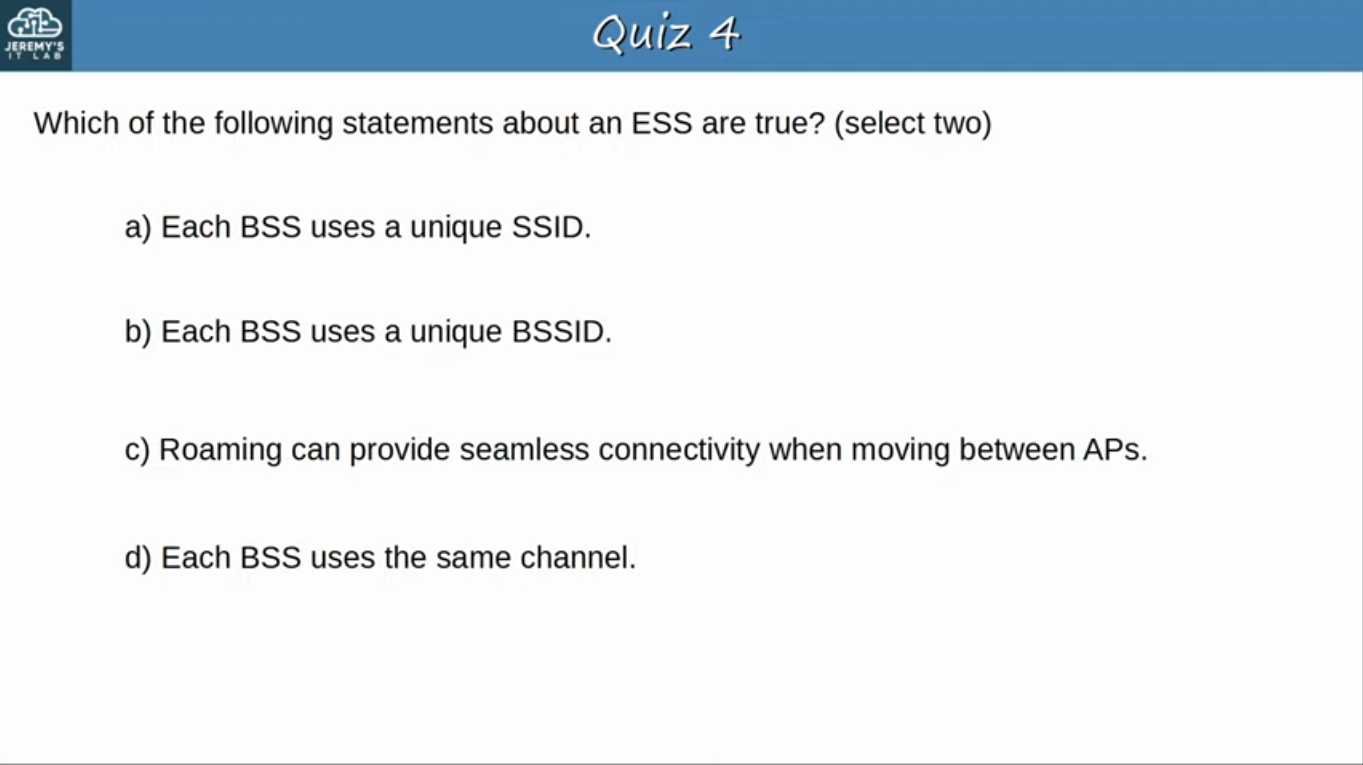 JEREMY'S
IT LAB
Quiz 4
Which of the following statements about an ESS are true? (select two)
a) Each BSS uses a unique SSID.
b) Each BSS uses a unique BSSID.
c) Roaming can provide seamless connectivity when moving between APs.
d) Each BSS uses the same channel.